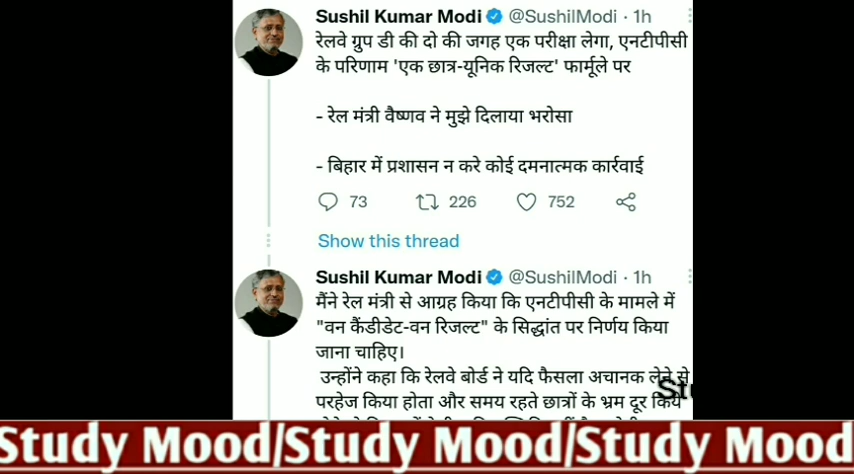 Sushil Kumar Modi @SushilModi · 1h
रेलवे ग्रुप डी की दो की जगह एक परीक्षा लेगा, एनटीपीसी
के परिणाम 'एक छात्र-यूनिक रिजल्ट' फार्मूले पर
- रेल मंत्री वैष्णव ने मुझे दिलाया भरोसा
- बिहार में प्रशासन न करे कोई दमनात्मक कार्रवाई
73 226 752
Show this thread
Sushil Kumar Modi @SushilModi · 1h
मैंने रेल मंत्री से आग्रह किया कि एनटीपीसी के मामले में
"वन कैंडीडेट-वन रिजल्ट" के सिद्धांत पर निर्णय किया
जाना चाहिए।
उन्होंने कहा कि रेलवे बोर्ड ने यदि फैसला अचानक लेने से
परहेज किया होता और समय रहते छात्रों के भ्रम दूर किये
Stu
Study Mood/Study Mood/Study Mood